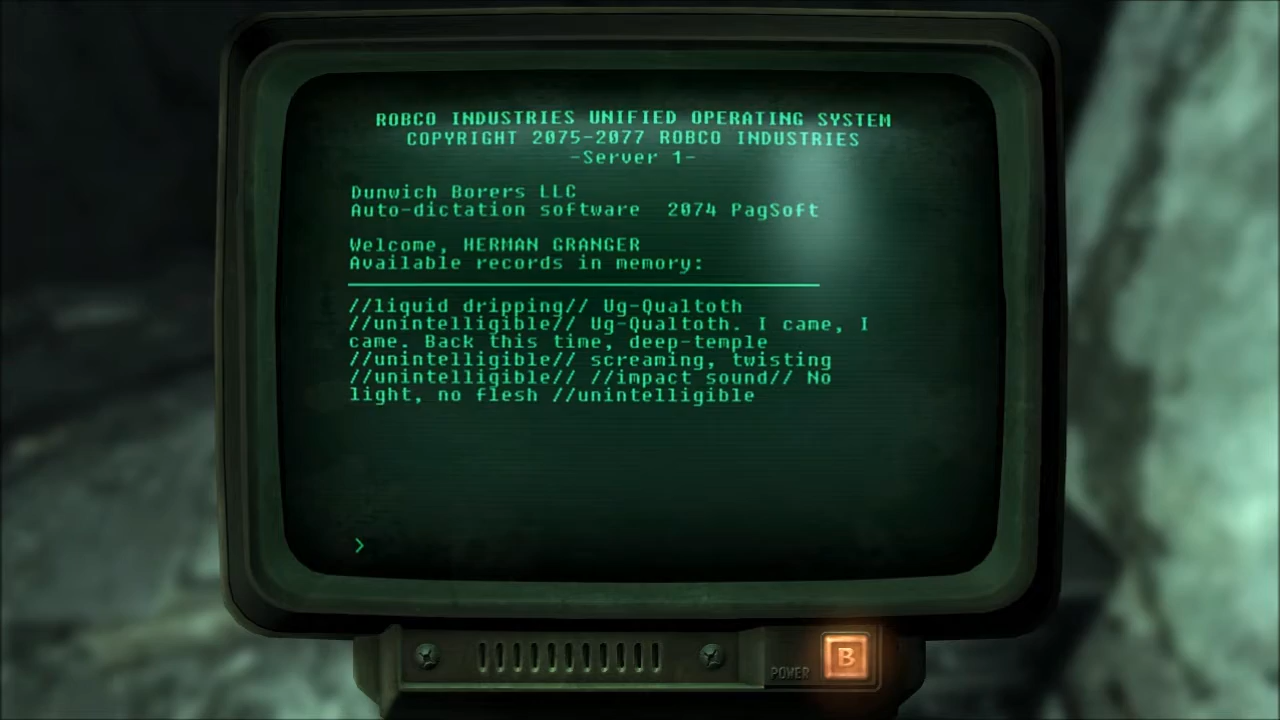 ROBCO INDUSTRIES UNIFIED OPERATING SYSTEM
COPYRIGHT 2075-2077 ROBCO INDUSTRIES
-Server 1-
Dunwich Borers LLC
Auto-dictation software  2074 PagSoft
Welcome, HERMAN GRANGER
Available records in memory:
//liquid dripping// Ug-Qualtoth
//unintelligible// Ug-Qualtoth. I came, I
came. Back this time, deep-temple
//unintelligible// screaming, twisting
//unintelligible// //impact sound// No
light, no flesh //unintelligible
>
POWER B